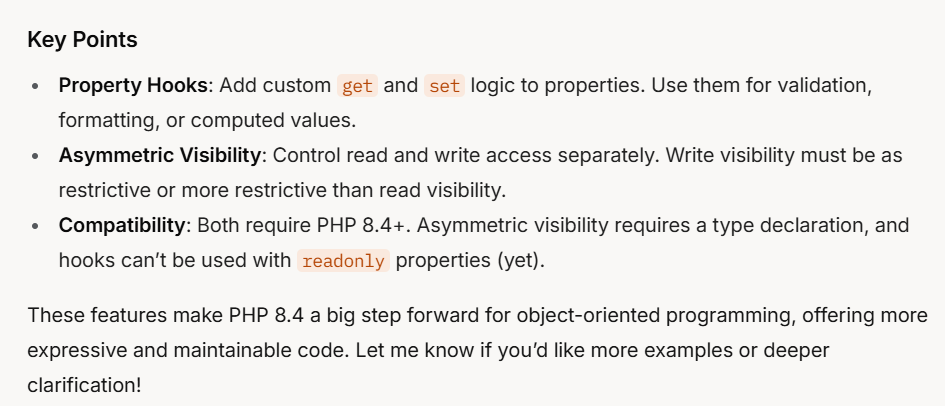 Key Points
• Property Hooks: Add custom get and set logic to properties. Use them for validation,
formatting, or computed values.
• Asymmetric Visibility: Control read and write access separately. Write visibility must be as
restrictive or more restrictive than read visibility.
• Compatibility: Both require PHP 8.4+. Asymmetric visibility requires a type declaration, and
hooks can’t be used with readonly properties (yet).
These features make PHP 8.4 a big step forward for object-oriented programming, offering more
expressive and maintainable code. Let me know if you’d like more examples or deeper
clarification!